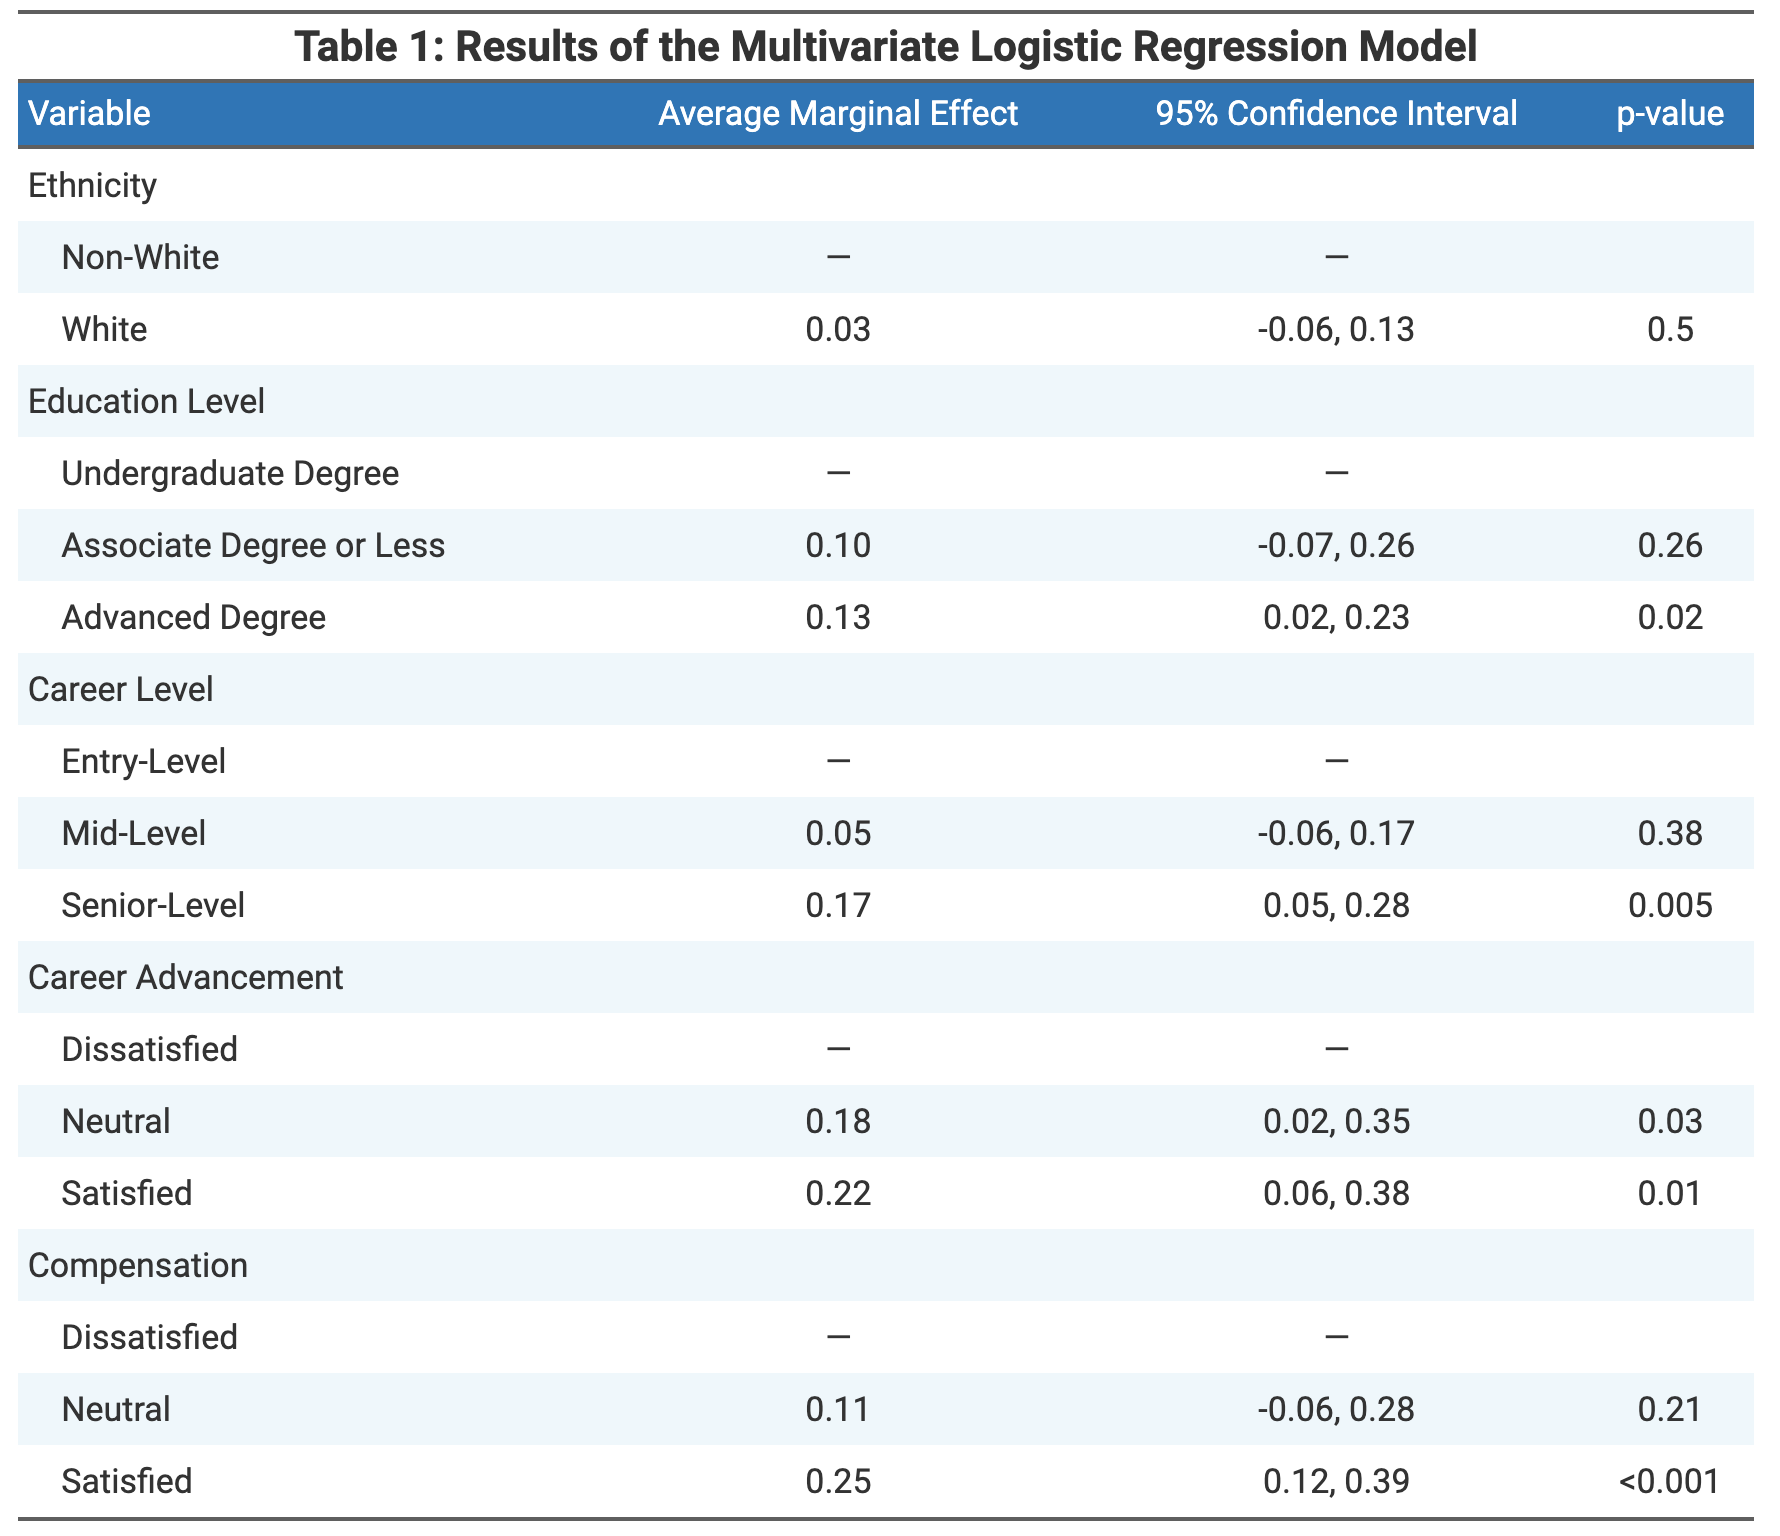 Table 1: Results of the Multivariate Logistic Regression Model
Variable Average Marginal Effect 95% Confidence Interval p-value
Ethnicity
Non-White — —
White 0.03 -0.06, 0.13 0.5
Education Level
Undergraduate Degree — —
Associate Degree or Less 0.10 -0.07, 0.26 0.26
Advanced Degree 0.13 0.02, 0.23 0.02
Career Level
Entry-Level — —
Mid-Level 0.05 -0.06, 0.17 0.38
Senior-Level 0.17 0.05, 0.28 0.005
Career Advancement
Dissatisfied — —
Neutral 0.18 0.02, 0.35 0.03
Satisfied 0.22 0.06, 0.38 0.01
Compensation
Dissatisfied — —
Neutral 0.11 -0.06, 0.28 0.21
Satisfied 0.25 0.12, 0.39 <0.001